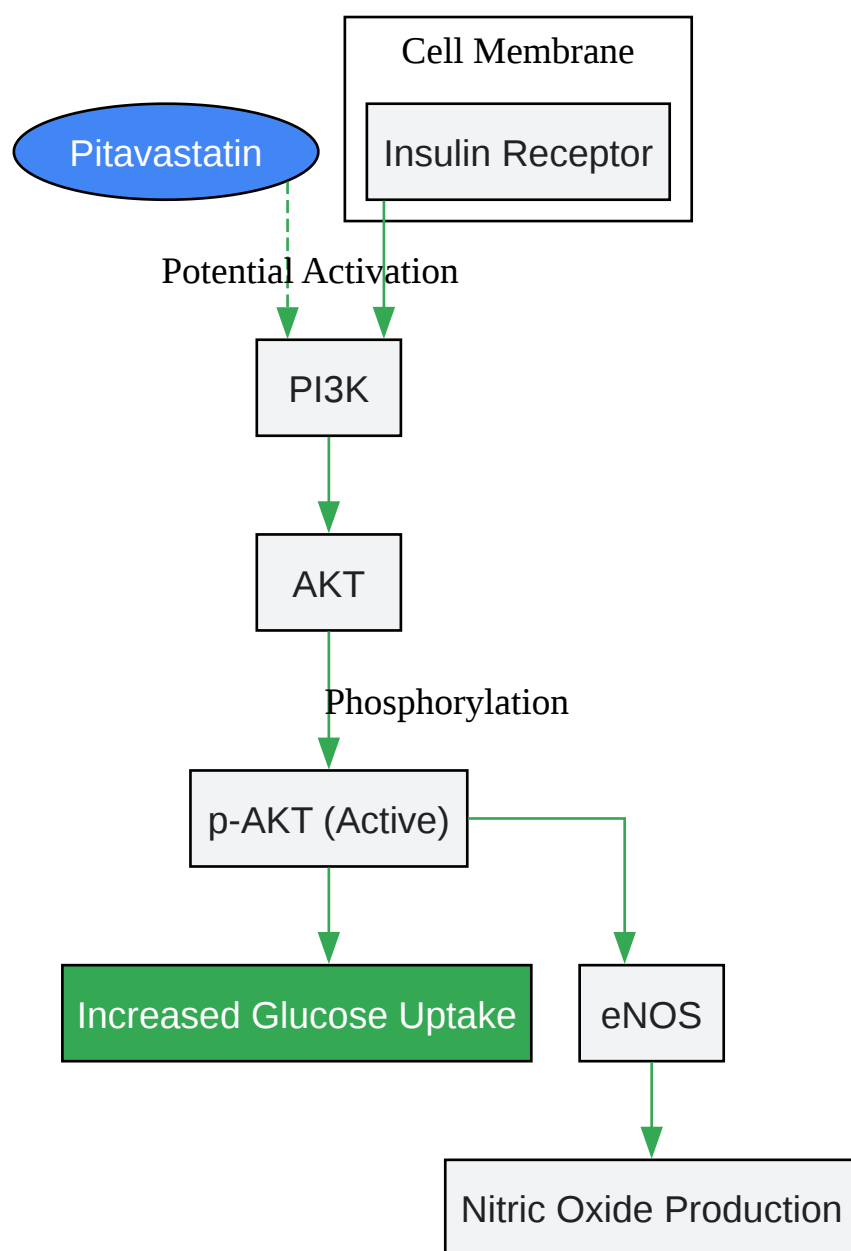 Cell Membrane
Pitavastatin
Insulin Receptor
Potential Activation
PI3K
AKT
Phosphorylation
p-AKT (Active)
Increased Glucose Uptake
eNOS
Nitric Oxide Production